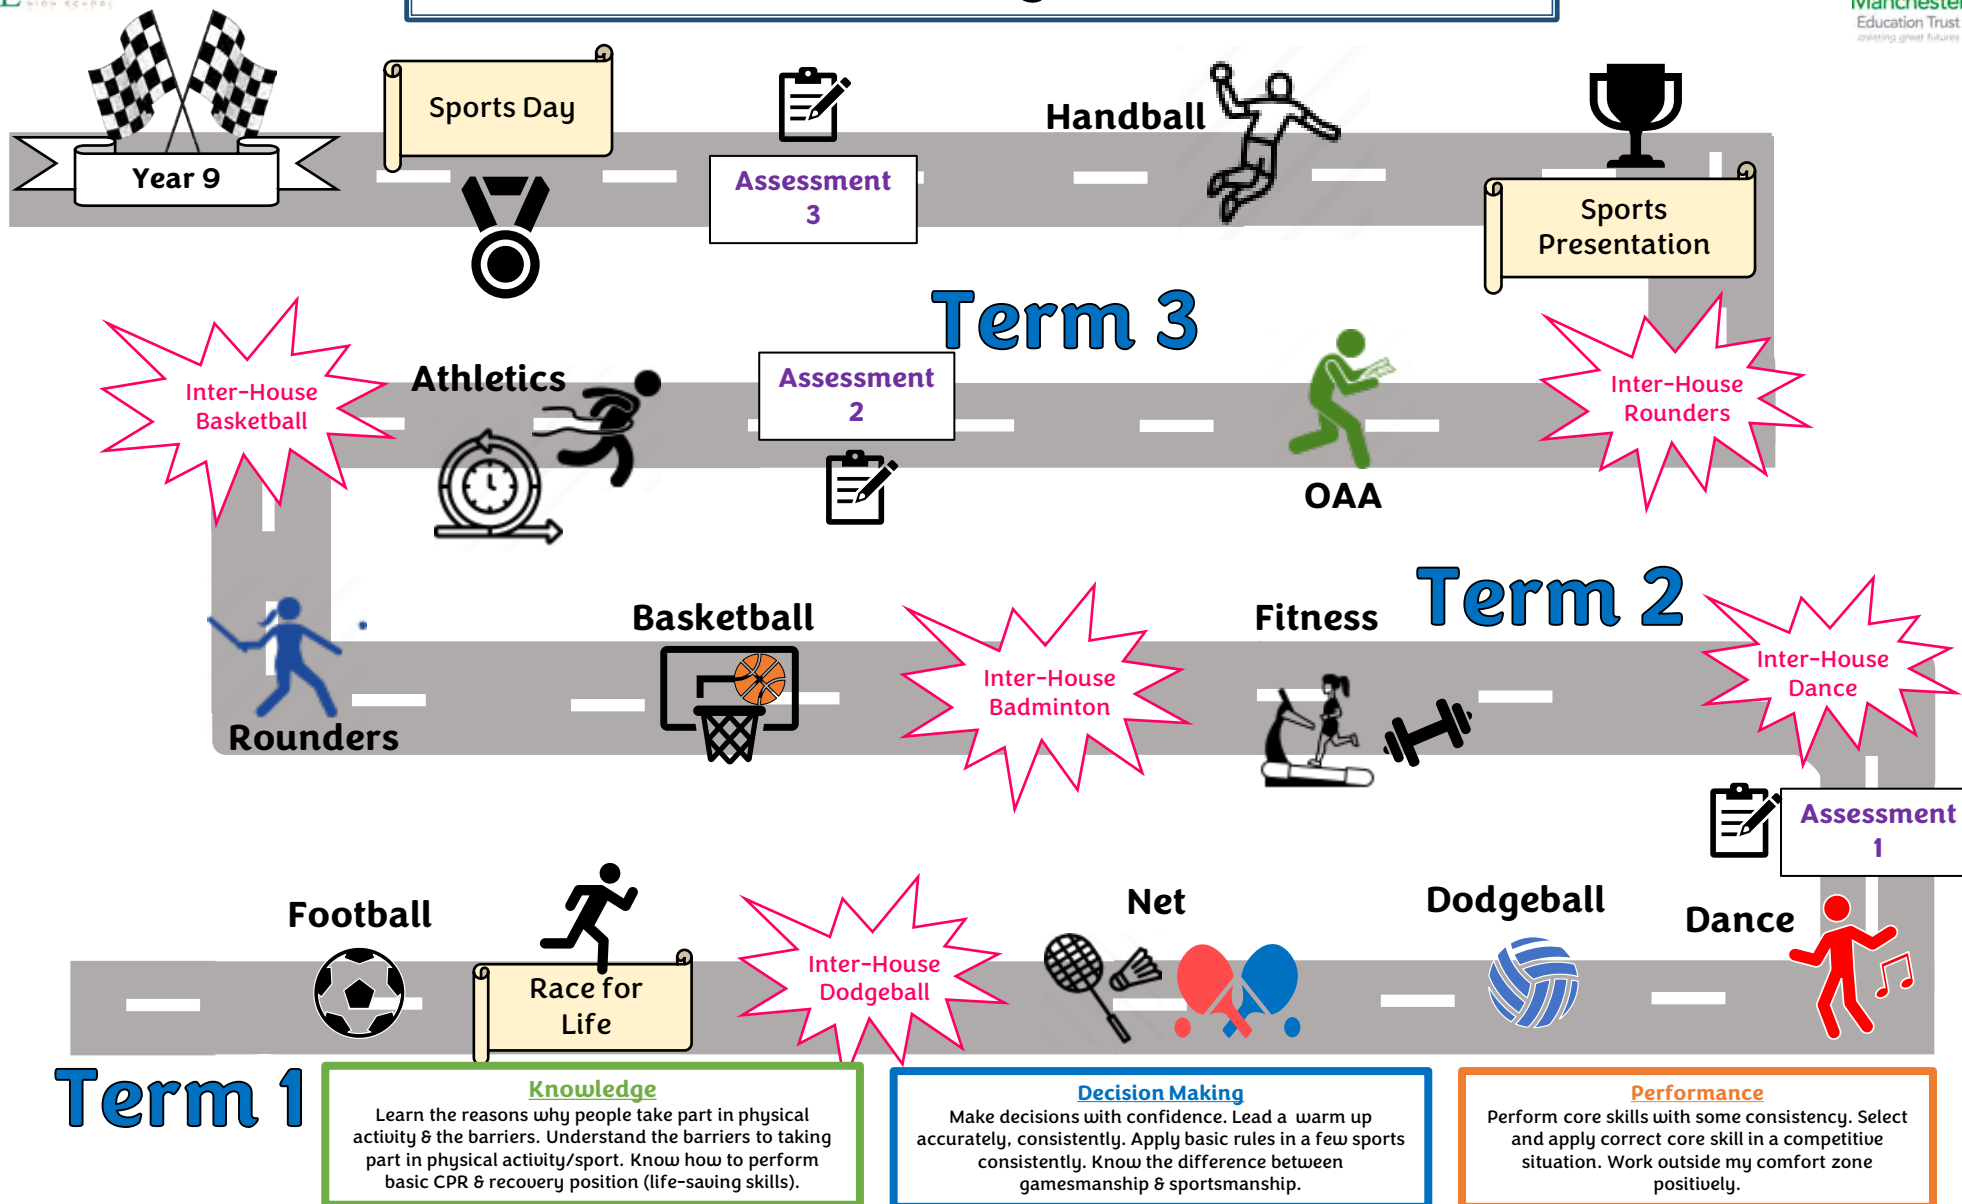 HIGH SCHOOL
Manchester
Education Trust
creating great futures
Year 9
Sports Day
Assessment
3
Handball
Sports
Presentation
Term 3
Inter-House
Basketball
Athletics
Assessment
2
OAA
Inter-House
Rounders
Term 2
Rounders
Basketball
Inter-House
Badminton
Fitness
Inter-House
Dance
Assessment
1
Football
Race for
Life
Inter-House
Dodgeball
Net
Dodgeball
Dance
Term 1
Knowledge
Learn the reasons why people take part in physical
activity & the barriers. Understand the barriers to taking
part in physical activity/sport. Know how to perform
basic CPR & recovery position (life-saving skills).
Decision Making
Make decisions with confidence. Lead a warm up
accurately, consistently. Apply basic rules in a few sports
consistently. Know the difference between
gamesmanship & sportsmanship.
Performance
Perform core skills with some consistency. Select
and apply correct core skill in a competitive
situation. Work outside my comfort zone
positively.